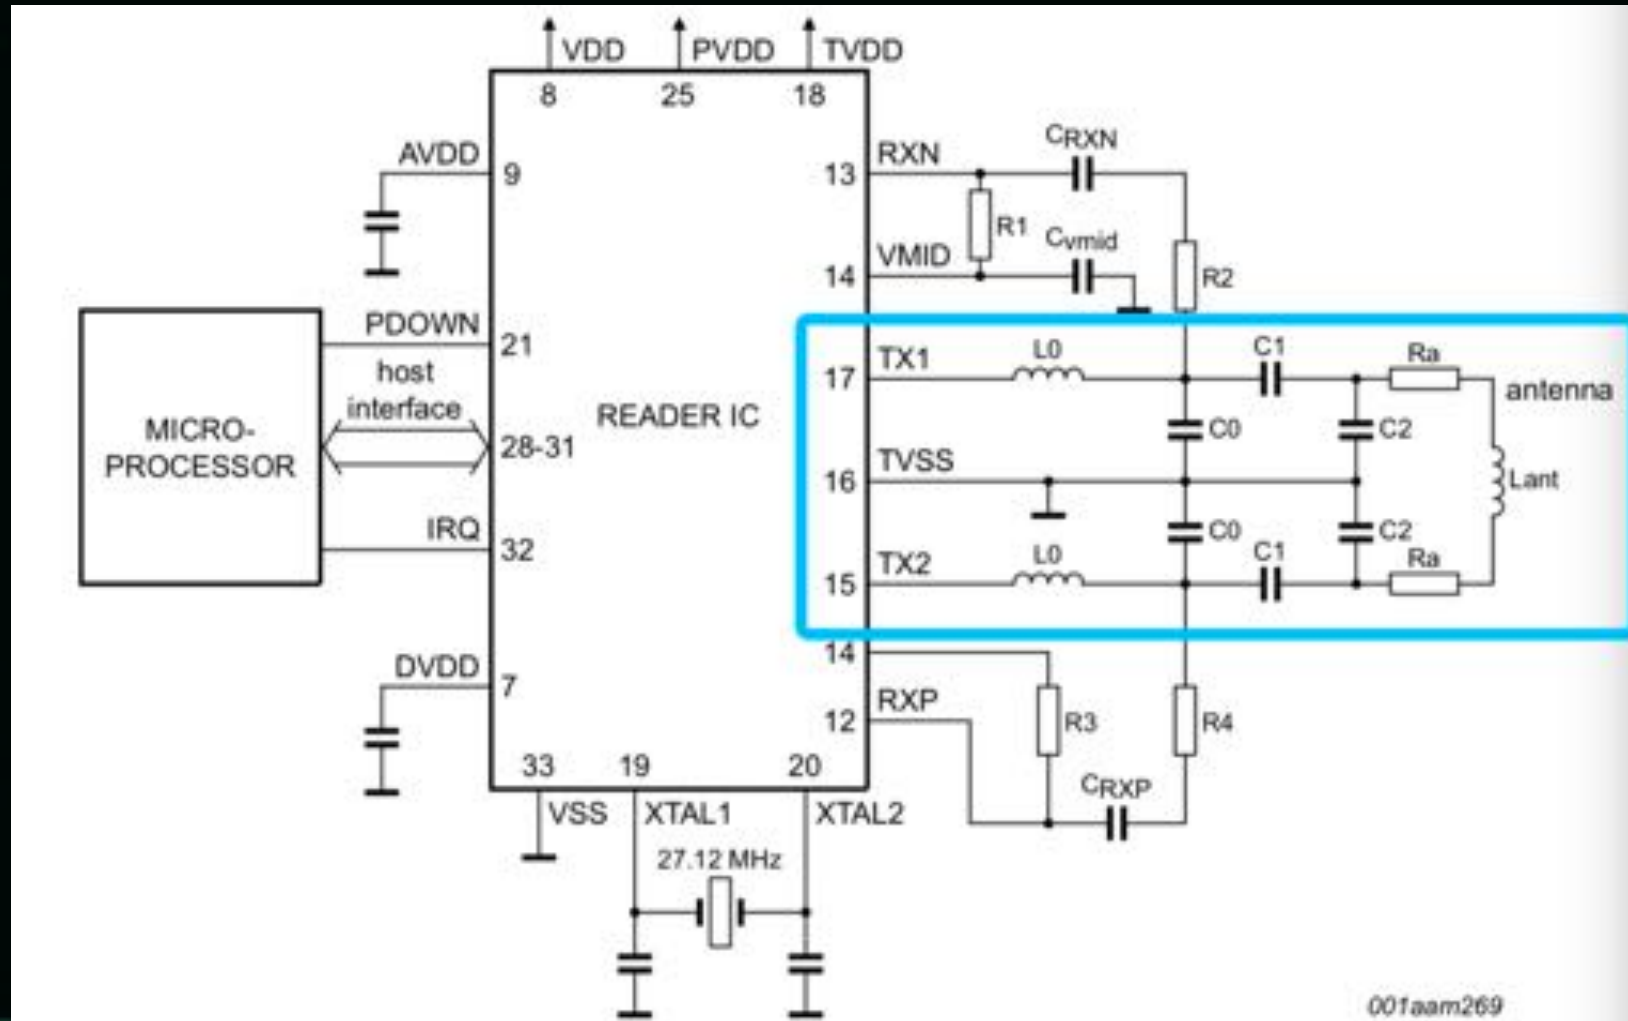 VDD
PVDD
TVDD
8
25
18
AVDD
9
RXN
13
CRXN
R1
Cvmid
VMID
14
R2
PDOWN
21
host
interface
READER IC
MICRO-
PROCESSOR
28-31
IRQ
32
TX1
17
L0
C1
Ra
antenna
C0
C2
TVSS
16
Lant
C0
C2
TX2
15
L0
C1
Ra
DVDD
7
14
RXP
12
R3
R4
CRXP
33
19
20
VSS
XTAL1
XTAL2
27.12 MHz
001aam269